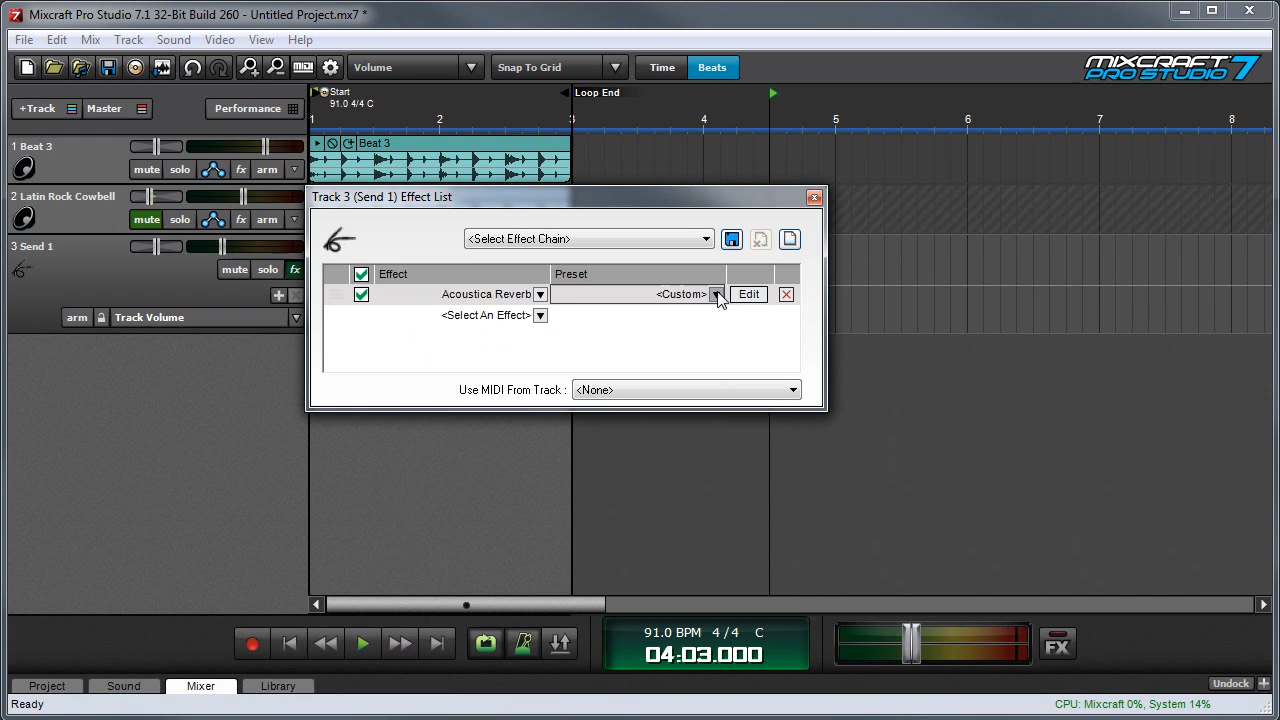 Mixcraft Pro Studio 7.1 32-Bit Build 260 - Untitled Project.mx7 *
File Edit Mix Track Sound Video View Help
Volume Snap To Grid Time Beats MIXCRAFT PRO STUDIO 7
+Track Master Performance
Start Loop End
91.0 4/4 C
1 2 3 4 5 6 7 8
1 Beat 3
Beat 3
mute solo fx arm
2 Latin Rock Cowbell
mute solo fx arm
3 Send 1
mute solo fx
arm Track Volume
Track 3 (Send 1) Effect List
<Select Effect Chain>
Effect Preset
Acoustica Reverb <Custom> Edit
<Select An Effect>
Use MIDI From Track : <None>
91.0 BPM 4 / 4 C
04:03.000
FX
Project Sound Mixer Library Undock
Ready CPU: Mixcraft 0%, System 14%